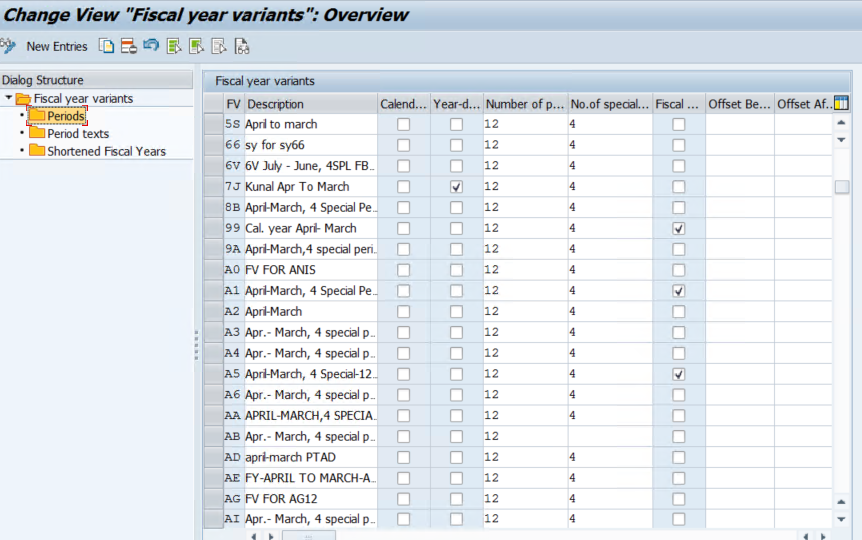 Change View "Fiscal year variants": Overview
New Entries
Dialog Structure
Fiscal year variants
Periods
Period texts
Shortened Fiscal Years
Fiscal year variants
FV Description Calend... Year-d... Number of p... No.of special... Fiscal ... Offset Be... Offset Af...
5S April to march 12 4
66 sy for sy66 12 4
6V 6V July - June, 4SPL FB.. 12 4
7J Kunal Apr To March 12 4
8B April-March, 4 Special Pe.. 12 4
99 Cal. year April- March 12 4
9A April-March,4 special peri.. 12 4
A0 FV FOR ANIS 12 4
A1 April-March, 4 Special Pe.. 12 4
A2 April-March 12 4
A3 Apr.- March, 4 special p.. 12 4
A4 Apr.- March, 4 special p.. 12 4
A5 April-March, 4 Special-12.. 12 4
A6 Apr.- March, 4 special p.. 12 4
AA APRIL-MARCH,4 SPECIA.. 12 4
AB Apr.- March, 4 special p.. 12
AD april-march PTAD 12 4
AE FY-APRIL TO MARCH-A.. 12 4
AG FV FOR AG12 12 4
AI Apr.- March, 4 special p.. 12 4